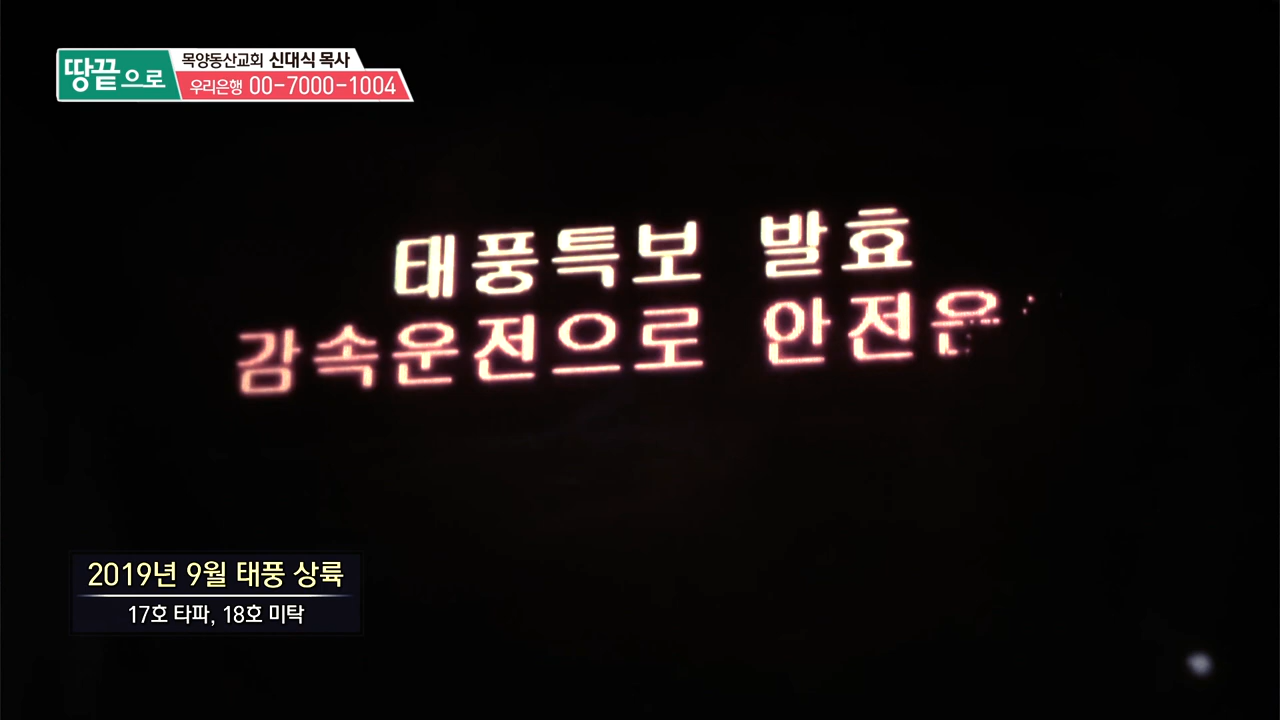 땅끝으로
목양동산교회 신대식 목사
우리은행 00-7000-1004
태풍특보 발효
감속운전으로 안전운
2019년 9월 태풍 상륙
17호 타파, 18호 미탁